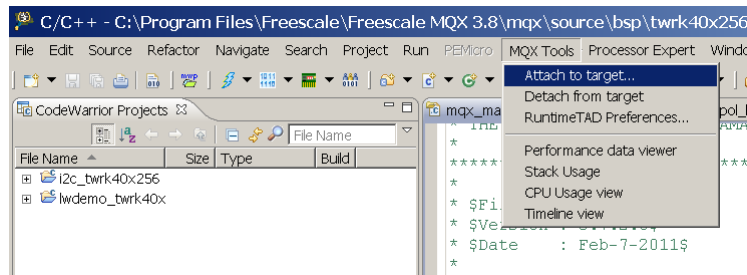 C/C++ - C:\Program Files\Freescale\Freescale MQX 3.8\mqx\source\bsp\twrk40x256
File Edit Source Refactor Navigate Search Project Run PEMicro MQX Tools Processor Expert
Attach to target...
Detach from target
RuntimeTAD Preferences...
Performance data viewer
Stack Usage
CPU Usage view
Timeline view
CodeWarrior Projects
File Name
File Name Size Type Build
i2c_twrk40x256
lwdemo_twrk40x
mqx_ma
* THE
*
*
* $Fi
* $Ve
* $Date : Feb-7-2011$
*